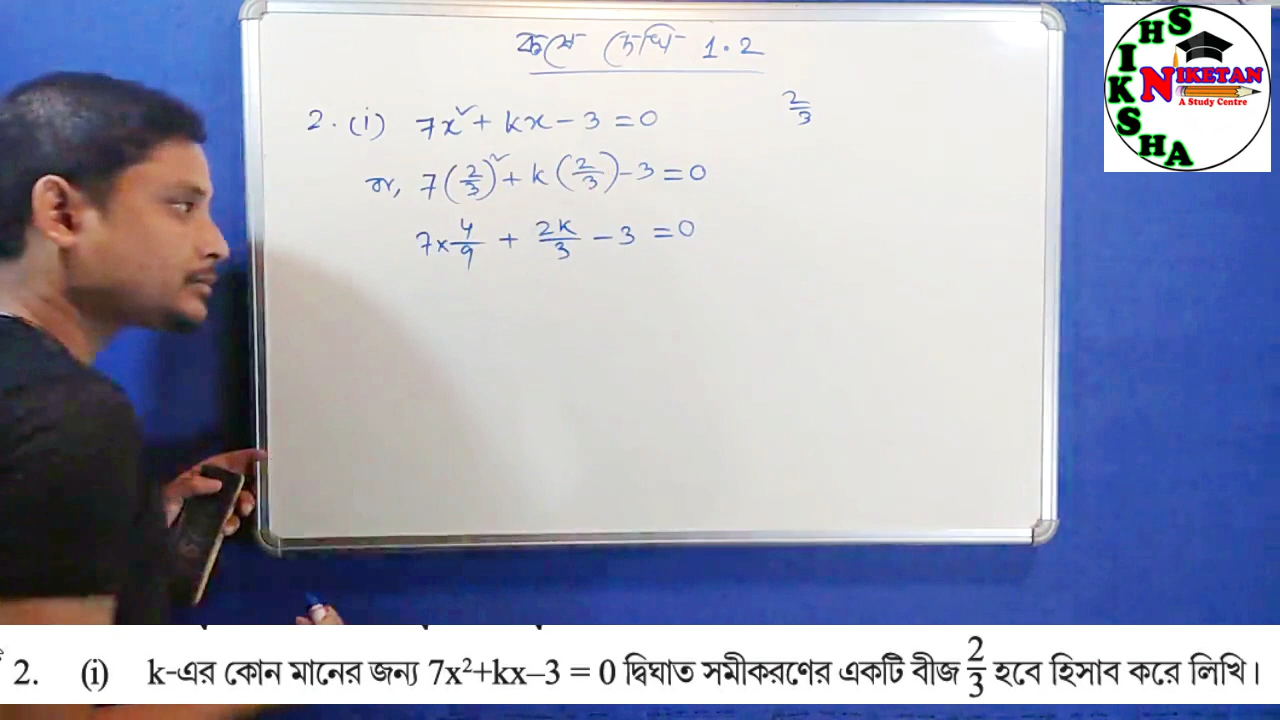 কষে দেখি 1.2
2. (i) 7x² + kx - 3 = 0
2/3
বা, 7(2/3)² + k(2/3) - 3 = 0
7×4/9 + 2k/3 - 3 = 0
SHIKSHA
NIKETAN
A Study Centre
2. (i) k-এর কোন মানের জন্য 7x²+kx–3 = 0 দ্বিঘাত সমীকরণের একটি বীজ 2/3 হবে হিসাব করে লিখি।